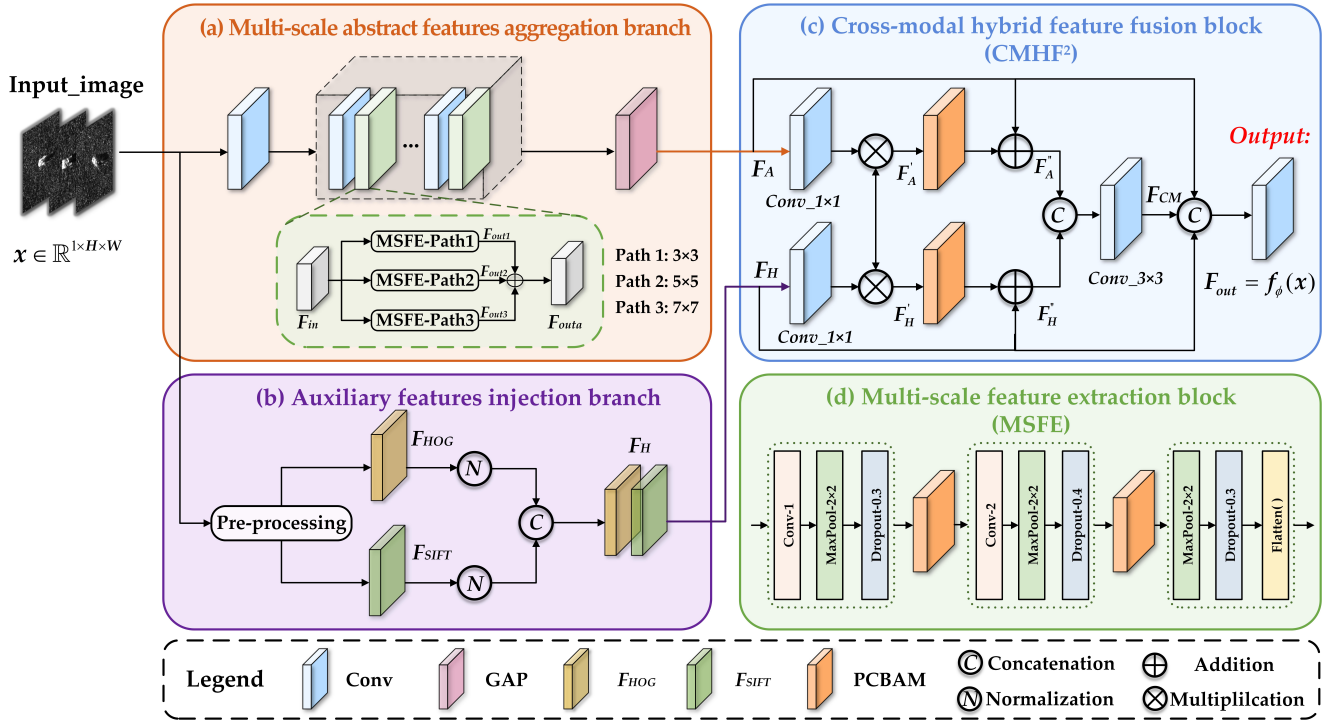 Input_image
x ∈ ℝ^{1×H×W}
(a) Multi-scale abstract features aggregation branch
...
F_in
MSFE-Path1
MSFE-Path2
MSFE-Path3
F_out1
F_out2
F_out3
F_outa
Path 1: 3×3
Path 2: 5×5
Path 3: 7×7
(b) Auxiliary features injection branch
Pre-processing
F_HOG
N
F_SIFT
N
C
F_H
(c) Cross-modal hybrid feature fusion block
(CMHF²)
F_A
Conv_1×1
F'_A
F"_A
F_H
Conv_1×1
F'_H
F"_H
C
Conv_3×3
F_CM
C
Output:
F_out = f_ϕ(x)
(d) Multi-scale feature extraction block
(MSFE)
Conv-1
MaxPool-2×2
Dropout-0.3
Conv-2
MaxPool-2×2
Dropout-0.4
MaxPool-2×2
Dropout-0.3
Flatten( )
Legend
Conv
GAP
F_HOG
F_SIFT
PCBAM
C Concatenation
Addition
N Normalization
Multiplilcation